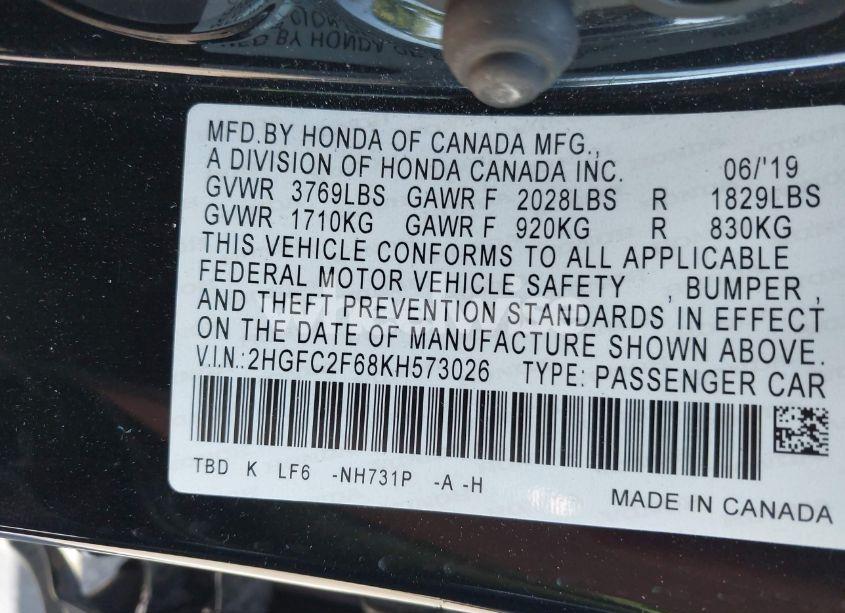 MFD.BY HONDA OF CANADA MFG.,
A DIVISION OF HONDA CANADA INC. 06/'19
GVWR 3769LBS GAWR F 2028LBS R 1829LBS
GVWR 1710KG GAWR F 920KG R 830KG
THIS VEHICLE CONFORMS TO ALL APPLICABLE
FEDERAL MOTOR VEHICLE SAFETY , BUMPER ,
AND THEFT PREVENTION STANDARDS IN EFFECT
ON THE DATE OF MANUFACTURE SHOWN ABOVE.
V.I.N.:2HGFC2F68KH573026 TYPE: PASSENGER CAR
TBD K LF6 -NH731P -A -H
MADE IN CANADA